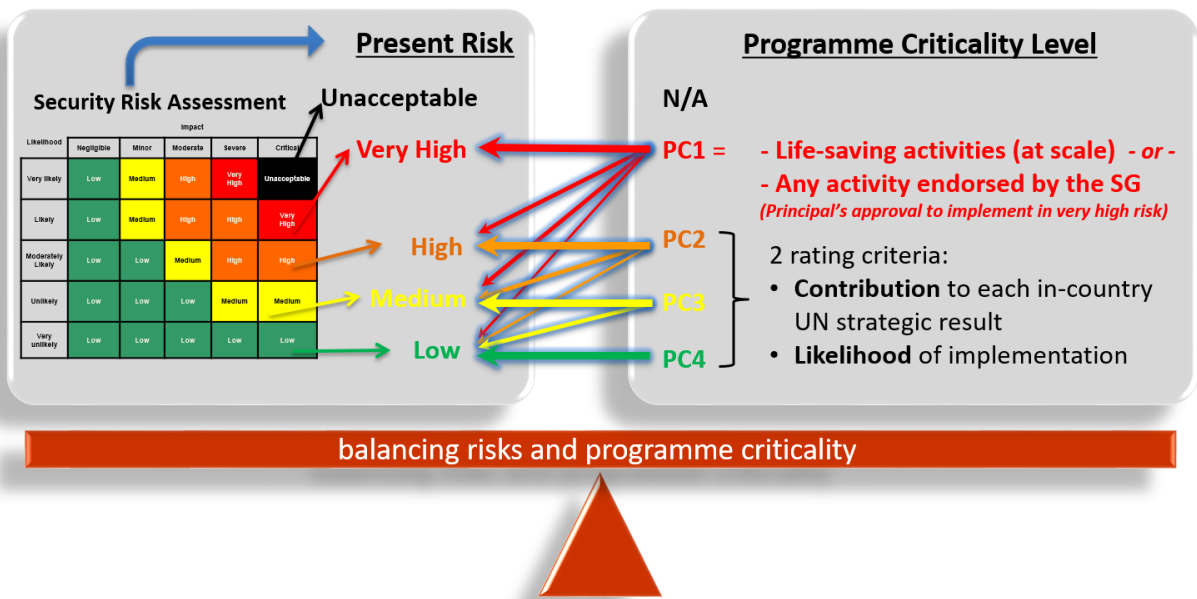 Present Risk
Security Risk Assessment
Impact
Likelihood
Negligible Minor Moderate Severe Critical
Very likely Low Medium High Very High Unacceptable
Likely Low Medium High High Very High
Moderately Likely Low Low Medium High High
Unlikely Low Low Low Medium Medium
Very unlikely Low Low Low Low Low
Unacceptable
Very High
High
Medium
Low
Programme Criticality Level
N/A
PC1 = - Life-saving activities (at scale) - or -
- Any activity endorsed by the SG
(Principal's approval to implement in very high risk)
PC2
PC3
PC4
2 rating criteria:
• Contribution to each in-country
UN strategic result
• Likelihood of implementation
balancing risks and programme criticality